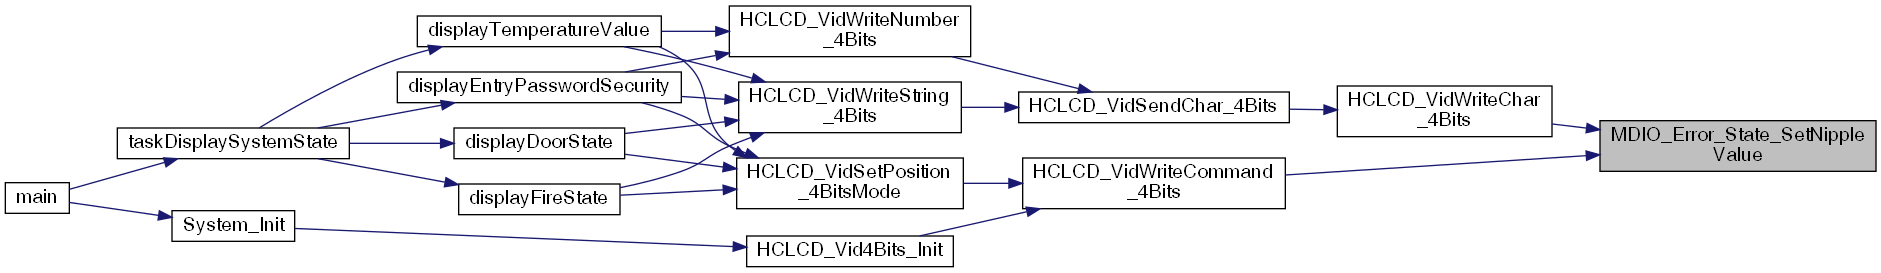 main
taskDisplaySystemState
System_Init
displayTemperatureValue
displayEntryPasswordSecurity
displayDoorState
displayFireState
HCLCD_VidWriteNumber
_4Bits
HCLCD_VidWriteString
_4Bits
HCLCD_VidSetPosition
_4BitsMode
HCLCD_Vid4Bits_Init
HCLCD_VidSendChar_4Bits
HCLCD_VidWriteCommand
_4Bits
HCLCD_VidWriteChar
_4Bits
MDIO_Error_State_SetNipple
Value